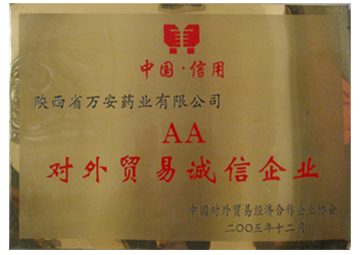 中国·信用
陕西省万安药业有限公司
AA
对外贸易诚信企业
中国对外贸易经济合作企业协会
二〇〇五年十二月